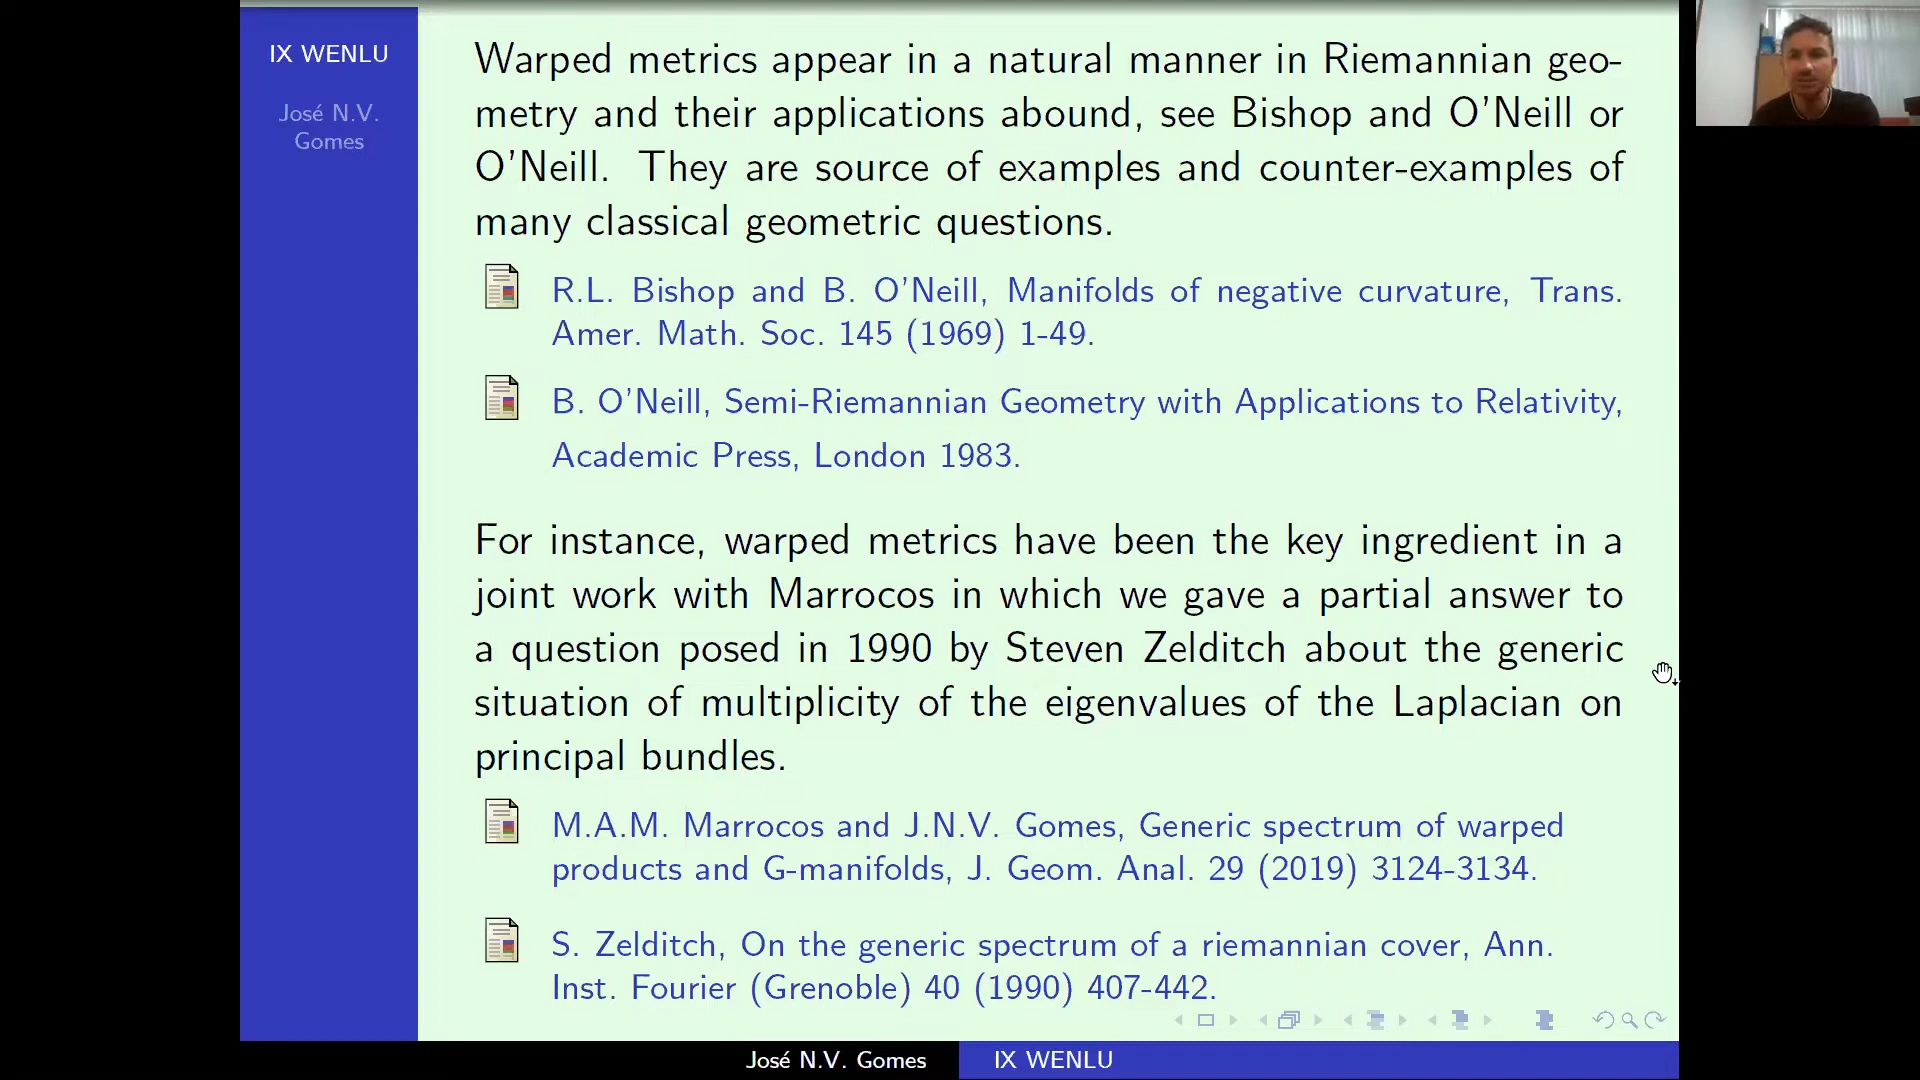 IX WENLU
José N.V.
Gomes
Warped metrics appear in a natural manner in Riemannian geo-
metry and their applications abound, see Bishop and O'Neill or
O'Neill. They are source of examples and counter-examples of
many classical geometric questions.
R.L. Bishop and B. O'Neill, Manifolds of negative curvature, Trans.
Amer. Math. Soc. 145 (1969) 1-49.
B. O'Neill, Semi-Riemannian Geometry with Applications to Relativity,
Academic Press, London 1983.
For instance, warped metrics have been the key ingredient in a
joint work with Marrocos in which we gave a partial answer to
a question posed in 1990 by Steven Zelditch about the generic
situation of multiplicity of the eigenvalues of the Laplacian on
principal bundles.
M.A.M. Marrocos and J.N.V. Gomes, Generic spectrum of warped
products and G-manifolds, J. Geom. Anal. 29 (2019) 3124-3134.
S. Zelditch, On the generic spectrum of a riemannian cover, Ann.
Inst. Fourier (Grenoble) 40 (1990) 407-442.
José N.V. Gomes
IX WENLU